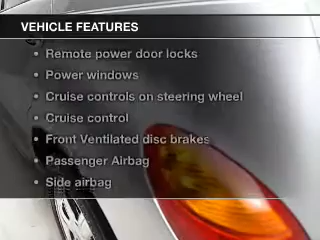 VEHICLE FEATURES
• Remote power door locks
• Power windows
• Cruise controls on steering wheel
• Cruise control
• Front Ventilated disc brakes
• Passenger Airbag
• Side airbag